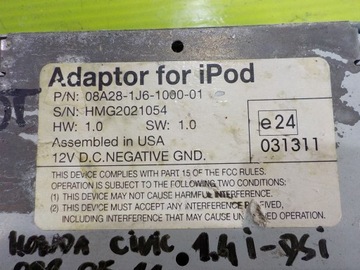 Adaptor for iPod
P/N: 08A28-1J6-1000-01
S/N: HMG2021054
HW: 1.0 SW: 1.0
Assembled in USA
12V D.C.NEGATIVE GND.
e24
031311
THIS DEVICE COMPLIES WITH PART 15 OF THE FCC RULES.
OPERATION IS SUBJECT TO THE FOLLOWING TWO CONDITIONS:
(1) THIS DEVICE MAY NOT CAUSE HARMFUL INTERFERENCE, AND
(2) THIS DEVICE MUST ACCEPT ANY INTERFERENCE RECEIVED,
INCLUDING INTERFERENCE THAT MAY CAUSE UNDESIRED OPERATION.
HONDA CIVIC 1.4 i-DSi